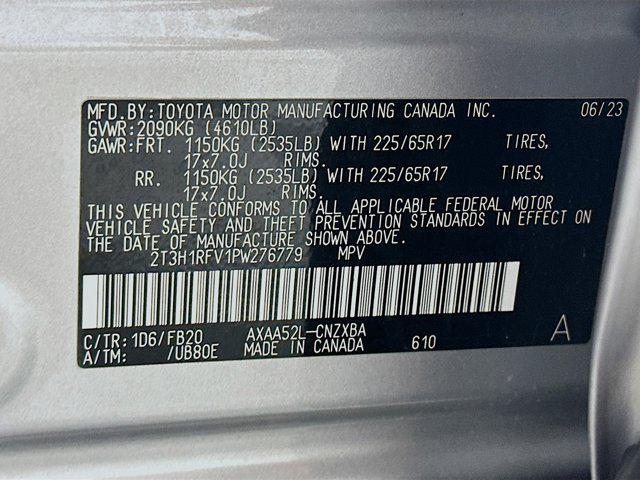 MFD.BY:TOYOTA MOTOR MANUFACTURING CANADA INC. 06/23
GVWR:2090KG (4610LB)
GAWR:FRT. 1150KG (2535LB) WITH 225/65R17 TIRES,
17x7.0J RIMS.
RR. 1150KG (2535LB) WITH 225/65R17 TIRES,
17x7.0J RIMS.
THIS VEHICLE CONFORMS TO ALL APPLICABLE FEDERAL MOTOR
VEHICLE SAFETY AND THEFT PREVENTION STANDARDS IN EFFECT ON
THE DATE OF MANUFACTURE SHOWN ABOVE.
2T3H1RFV1PW276779 MPV
C/TR:1D6/FB20 AXAA52L-CNZXBA
A/TM: /UB80E MADE IN CANADA 610
A